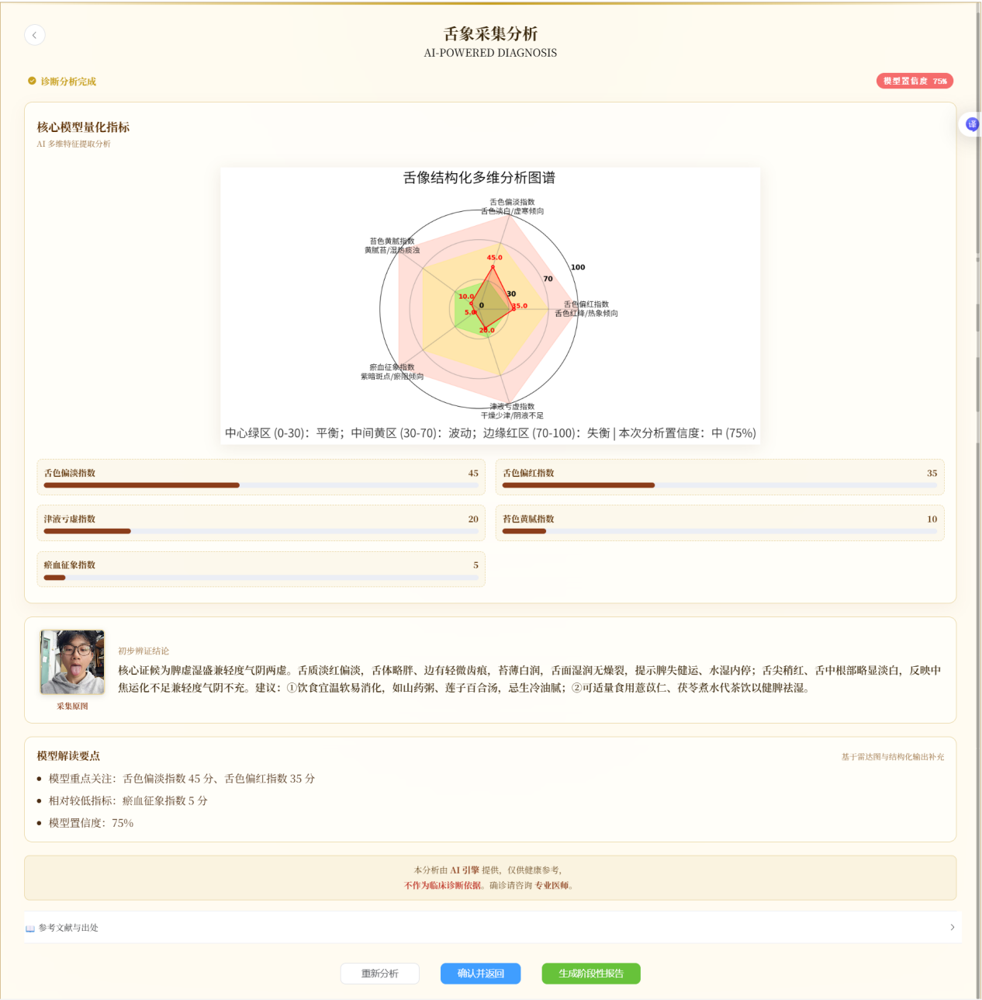 舌象采集分析
AI-POWERED DIAGNOSIS
诊断分析完成
模型置信度 75%
核心模型量化指标
AI 多维特征提取分析
译
舌像结构化多维分析图谱
舌色偏淡指数
舌色淡白/虚寒倾向
苔色黄腻指数
黄腻苔/湿热痰浊
45.0
100
70
10.0
30
0
35.0
舌色偏红指数
舌色红绛/热象倾向
5.0
20.0
瘀血征象指数
紫暗斑点/瘀阻倾向
津液亏虚指数
干燥少津/阴液不足
中心绿区 (0-30)：平衡；中间黄区 (30-70)：波动；边缘红区 (70-100)：失衡 | 本次分析置信度：中 (75%)
舌色偏淡指数 45
舌色偏红指数 35
津液亏虚指数 20
苔色黄腻指数 10
瘀血征象指数 5
初步辨证结论
核心证候为脾虚湿盛兼轻度气阴两虚。舌质淡红偏淡，舌体略胖、边有轻微齿痕，苔薄白润，舌面湿润无燥裂，提示脾失健运、水湿内停；舌尖稍红、舌中根部略显淡白，反映中
焦运化不足兼轻度气阴不充。建议：①饮食宜温软易消化，如山药粥、莲子百合汤，忌生冷油腻；②可适量食用薏苡仁、茯苓煮水代茶饮以健脾祛湿。
采集原图
模型解读要点
基于雷达图与结构化输出补充
模型重点关注：舌色偏淡指数 45 分、舌色偏红指数 35 分
相对较低指标：瘀血征象指数 5 分
模型置信度：75%
本分析由 AI 引擎 提供，仅供健康参考，
不作为临床诊断依据。确诊请咨询 专业医师。
参考文献与出处
重新分析
确认并返回
生成阶段性报告